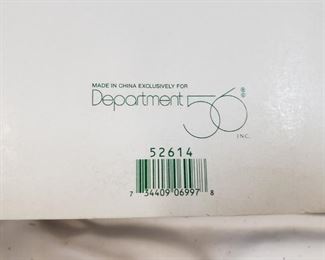 MADE IN CHINA EXCLUSIVELY FOR
Department 56®©
INC.
52614
7 34409 06997 8